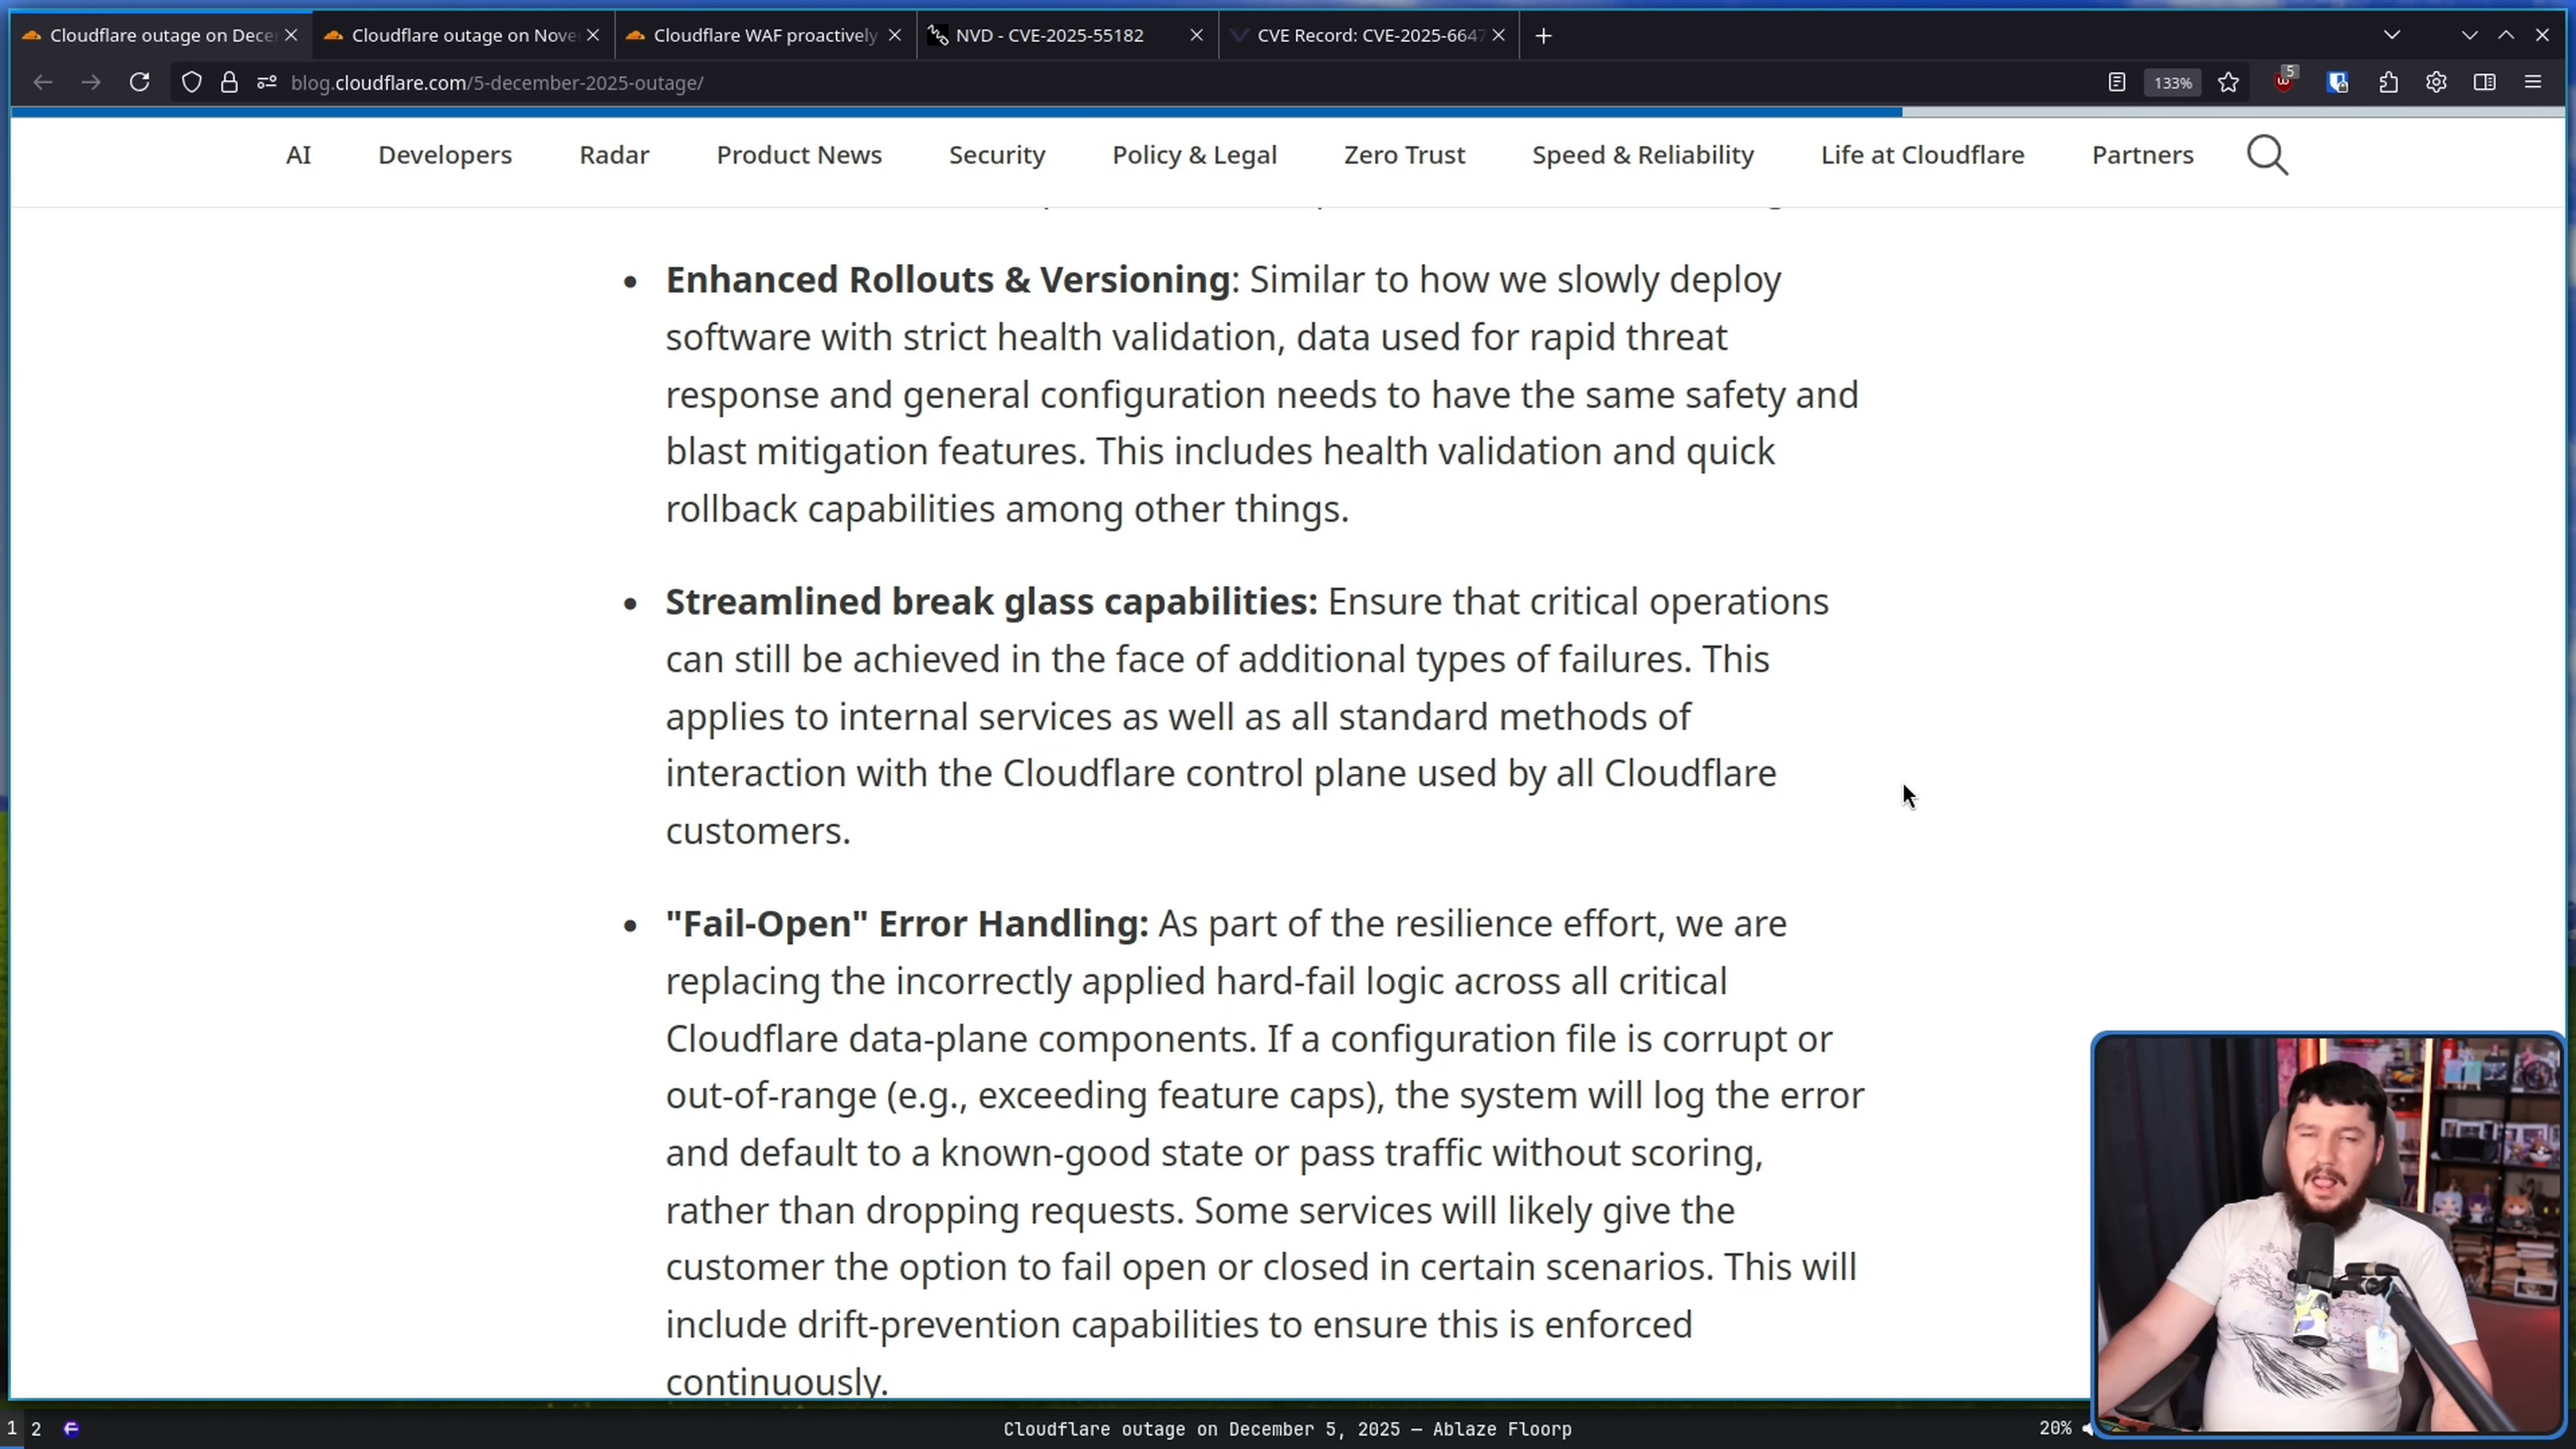 Cloudflare outage on Dece
Cloudflare outage on Nove
Cloudflare WAF proactively
NVD - CVE-2025-55182
CVE Record: CVE-2025-6647
blog.cloudflare.com/5-december-2025-outage/
133%
5
AI
Developers
Radar
Product News
Security
Policy & Legal
Zero Trust
Speed & Reliability
Life at Cloudflare
Partners
• Enhanced Rollouts & Versioning: Similar to how we slowly deploy
software with strict health validation, data used for rapid threat
response and general configuration needs to have the same safety and
blast mitigation features. This includes health validation and quick
rollback capabilities among other things.
• Streamlined break glass capabilities: Ensure that critical operations
can still be achieved in the face of additional types of failures. This
applies to internal services as well as all standard methods of
interaction with the Cloudflare control plane used by all Cloudflare
customers.
• "Fail-Open" Error Handling: As part of the resilience effort, we are
replacing the incorrectly applied hard-fail logic across all critical
Cloudflare data-plane components. If a configuration file is corrupt or
out-of-range (e.g., exceeding feature caps), the system will log the error
and default to a known-good state or pass traffic without scoring,
rather than dropping requests. Some services will likely give the
customer the option to fail open or closed in certain scenarios. This will
include drift-prevention capabilities to ensure this is enforced
continuously.
1 2
Cloudflare outage on December 5, 2025 — Ablaze Floorp
20%